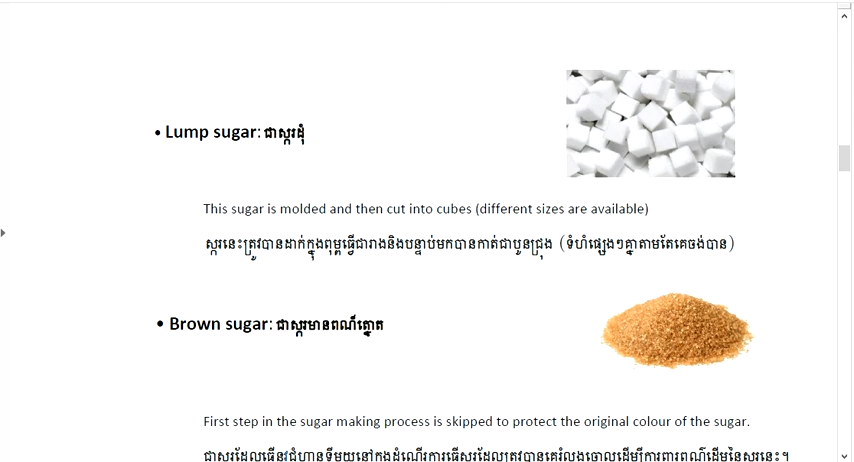 • Lump sugar: ជាស្ករដុំ
This sugar is molded and then cut into cubes (different sizes are available)
ស្ករនេះត្រូវបានដាក់ក្នុងពុម្ពធ្វើជារាងនិងបន្ទាប់មកបានកាត់ជាបួនជ្រុង (ទំហំផ្សេងៗគ្នាតាមតែគេចង់បាន)
• Brown sugar: ជាស្ករមានពណ៌ត្នោត
First step in the sugar making process is skipped to protect the original colour of the sugar.